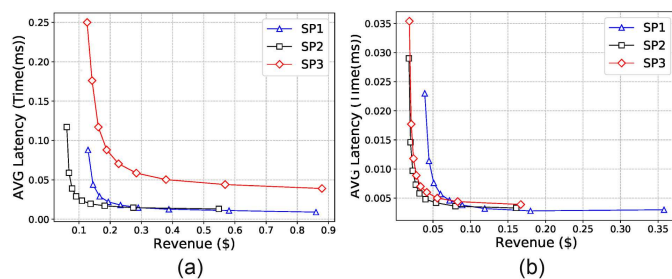 0.25
0.20
0.15
0.10
0.05
0.00
AVG Latency (Time(ms))
0.1 0.2 0.3 0.4 0.5 0.6 0.7 0.8 0.9
Revenue ($)
SP1
SP2
SP3
(a)
0.035
0.030
0.025
0.020
0.015
0.010
0.005
AVG Latency (Time(ms))
0.05 0.10 0.15 0.20 0.25 0.30 0.35
Revenue ($)
SP1
SP2
SP3
(b)